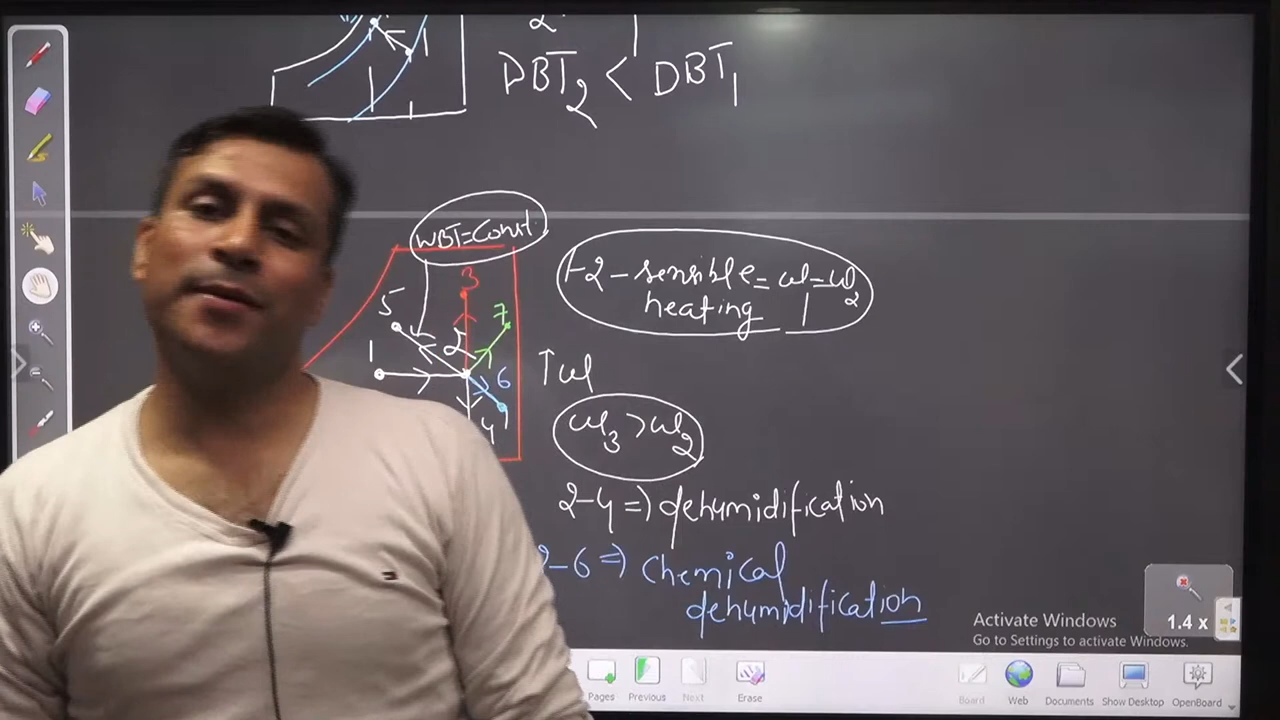 2
1
DBT2 < DBT1
WBT=Const
1-2-sensible = ω1=ω2
heating
3
5
7
2
1
6
4
↑ω
ω3 > ω2
2-4 => dehumidification
2-6 => Chemical
dehumidification
Activate Windows
Go to Settings to activate Windows.
1.4 x
Pages
Previous
Next
Erase
Board
Web
Documents
Show Desktop
OpenBoard